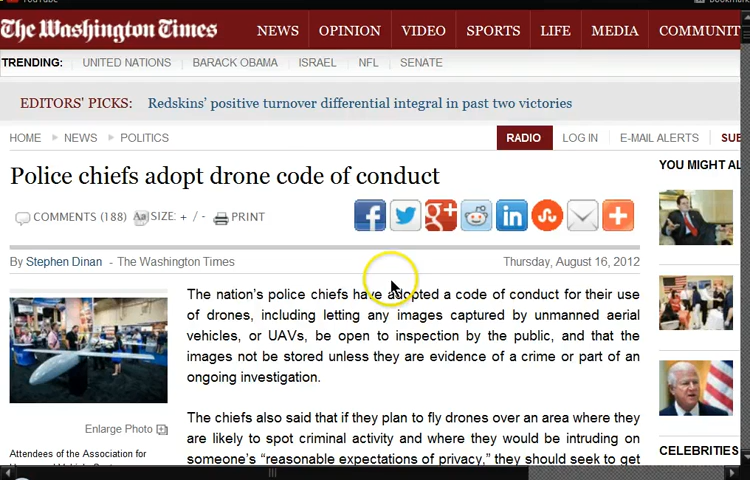 The Washington Times
NEWS OPINION VIDEO SPORTS LIFE MEDIA COMMUNIT
TRENDING: UNITED NATIONS BARACK OBAMA ISRAEL NFL SENATE
EDITORS' PICKS: Redskins' positive turnover differential integral in past two victories
HOME NEWS POLITICS RADIO LOG IN E-MAIL ALERTS SUB
YOU MIGHT AL
Police chiefs adopt drone code of conduct
COMMENTS (188) Aa SIZE: + / - PRINT
By Stephen Dinan - The Washington Times Thursday, August 16, 2012
The nation's police chiefs have adopted a code of conduct for their use
of drones, including letting any images captured by unmanned aerial
vehicles, or UAVs, be open to inspection by the public, and that the
images not be stored unless they are evidence of a crime or part of an
ongoing investigation.
Enlarge Photo
The chiefs also said that if they plan to fly drones over an area where they
are likely to spot criminal activity and where they would be intruding on
someone's "reasonable expectations of privacy," they should seek to get
Attendees of the Association for
CELEBRITIES